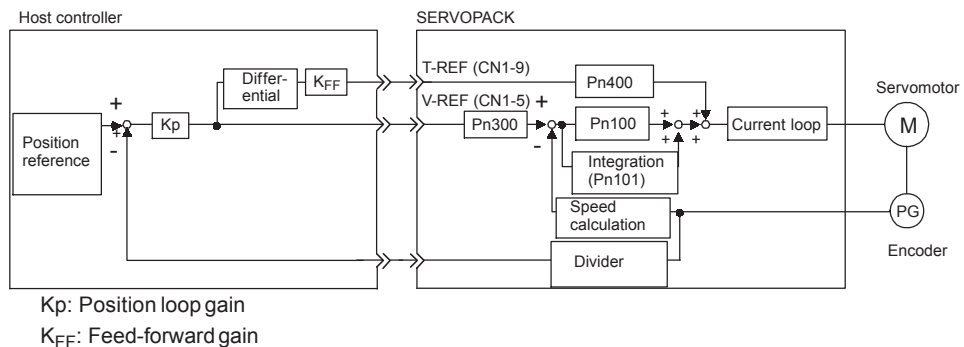 Host controller
SERVOPACK
T-REF (CN1-9)
Differ-
ential
KFF
Pn400
Servomotor
V-REF (CN1-5)
+
+
Position
reference
+
-
Kp
Pn300
-
Pn100
+
+
+
+
Current loop
M
Integration
(Pn101)
Speed
calculation
PG
Divider
Encoder
Kp: Position loop gain
KFF: Feed-forward gain